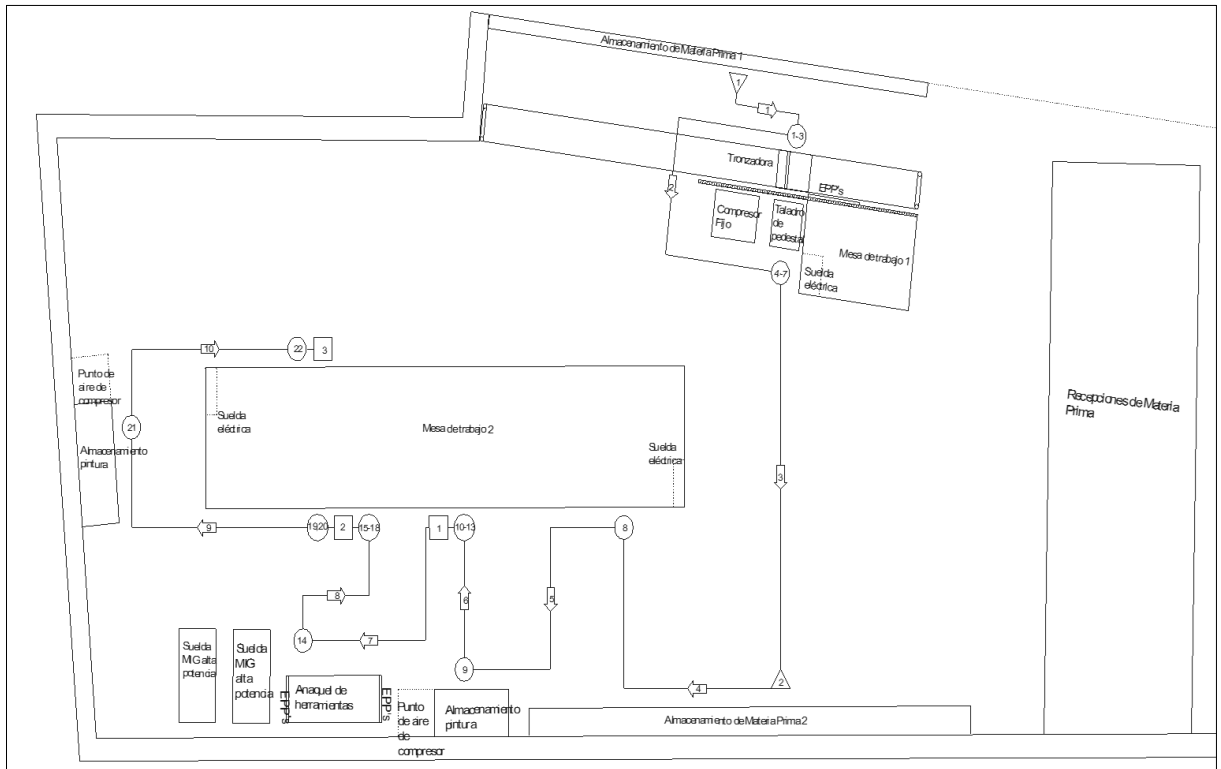 Almacenamiento de Materia Prima 1
1
1
1-3
Tronzadora
EPP's
2
Compresor
Fijo
Taladro
de
pedestal
Mesa de trabajo 1
4-7
Suelda
eléctrica
10
22
3
Punto de
aire de
compresor
Recepciones de Materia
Prima
Suelda
eléctrica
Mesa de trabajo 2
21
Almacenamiento
pintura
Suelda
eléctrica
3
9
19,20
2
15-18
1
10-13
8
8
6
5
14
7
9
Suelda
MIG alta
potencia
Suelda
MIG
alta
potencia
EPP's
Anaquel de
herramientas
EPP's
Punto
de aire
de
compresor
Almacenamiento
pintura
4
2
Almacenamiento de Materia Prima 2